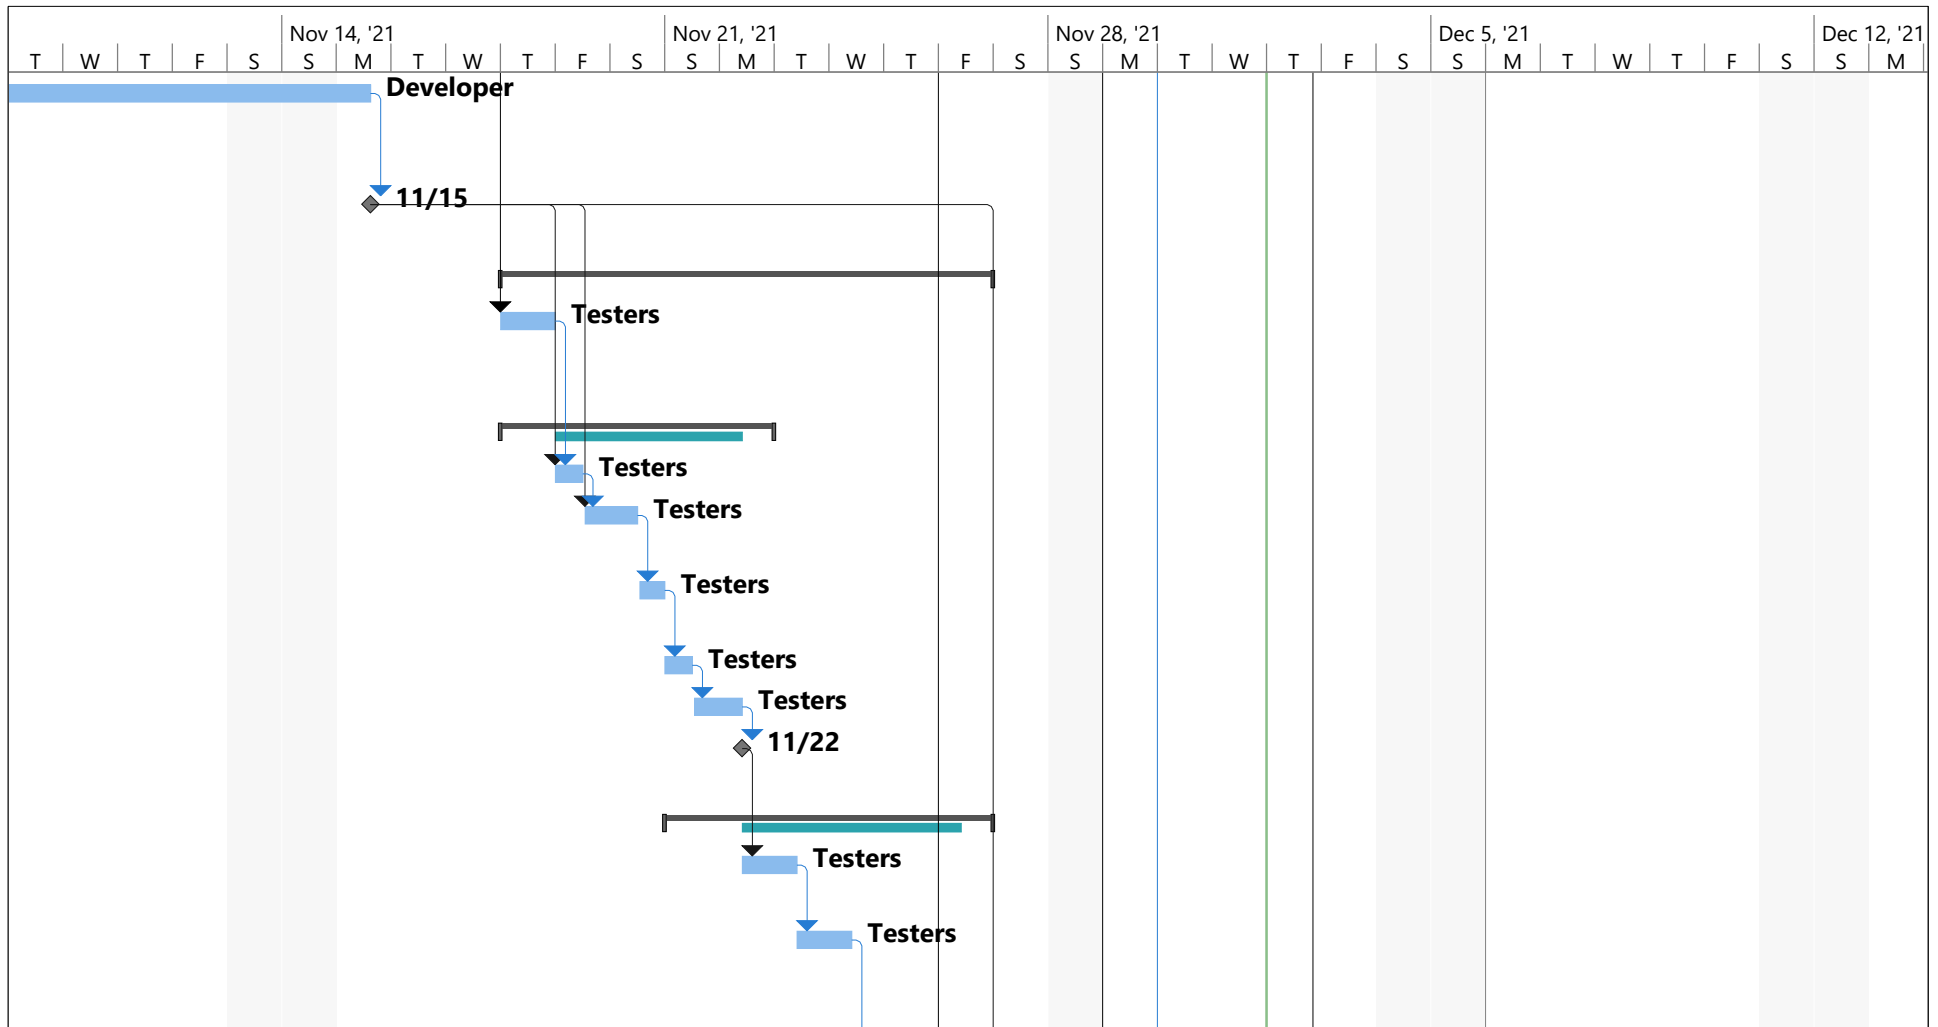 Nov 14, '21 Nov 21, '21 Nov 28, '21 Dec 5, '21 Dec 12, '21
T W T F S S M T W T F S S M T W T F S S M T W T F S S M T W T F S S M
Developer
11/15
Testers
Testers
Testers
Testers
Testers
Testers
11/22
Testers
Testers